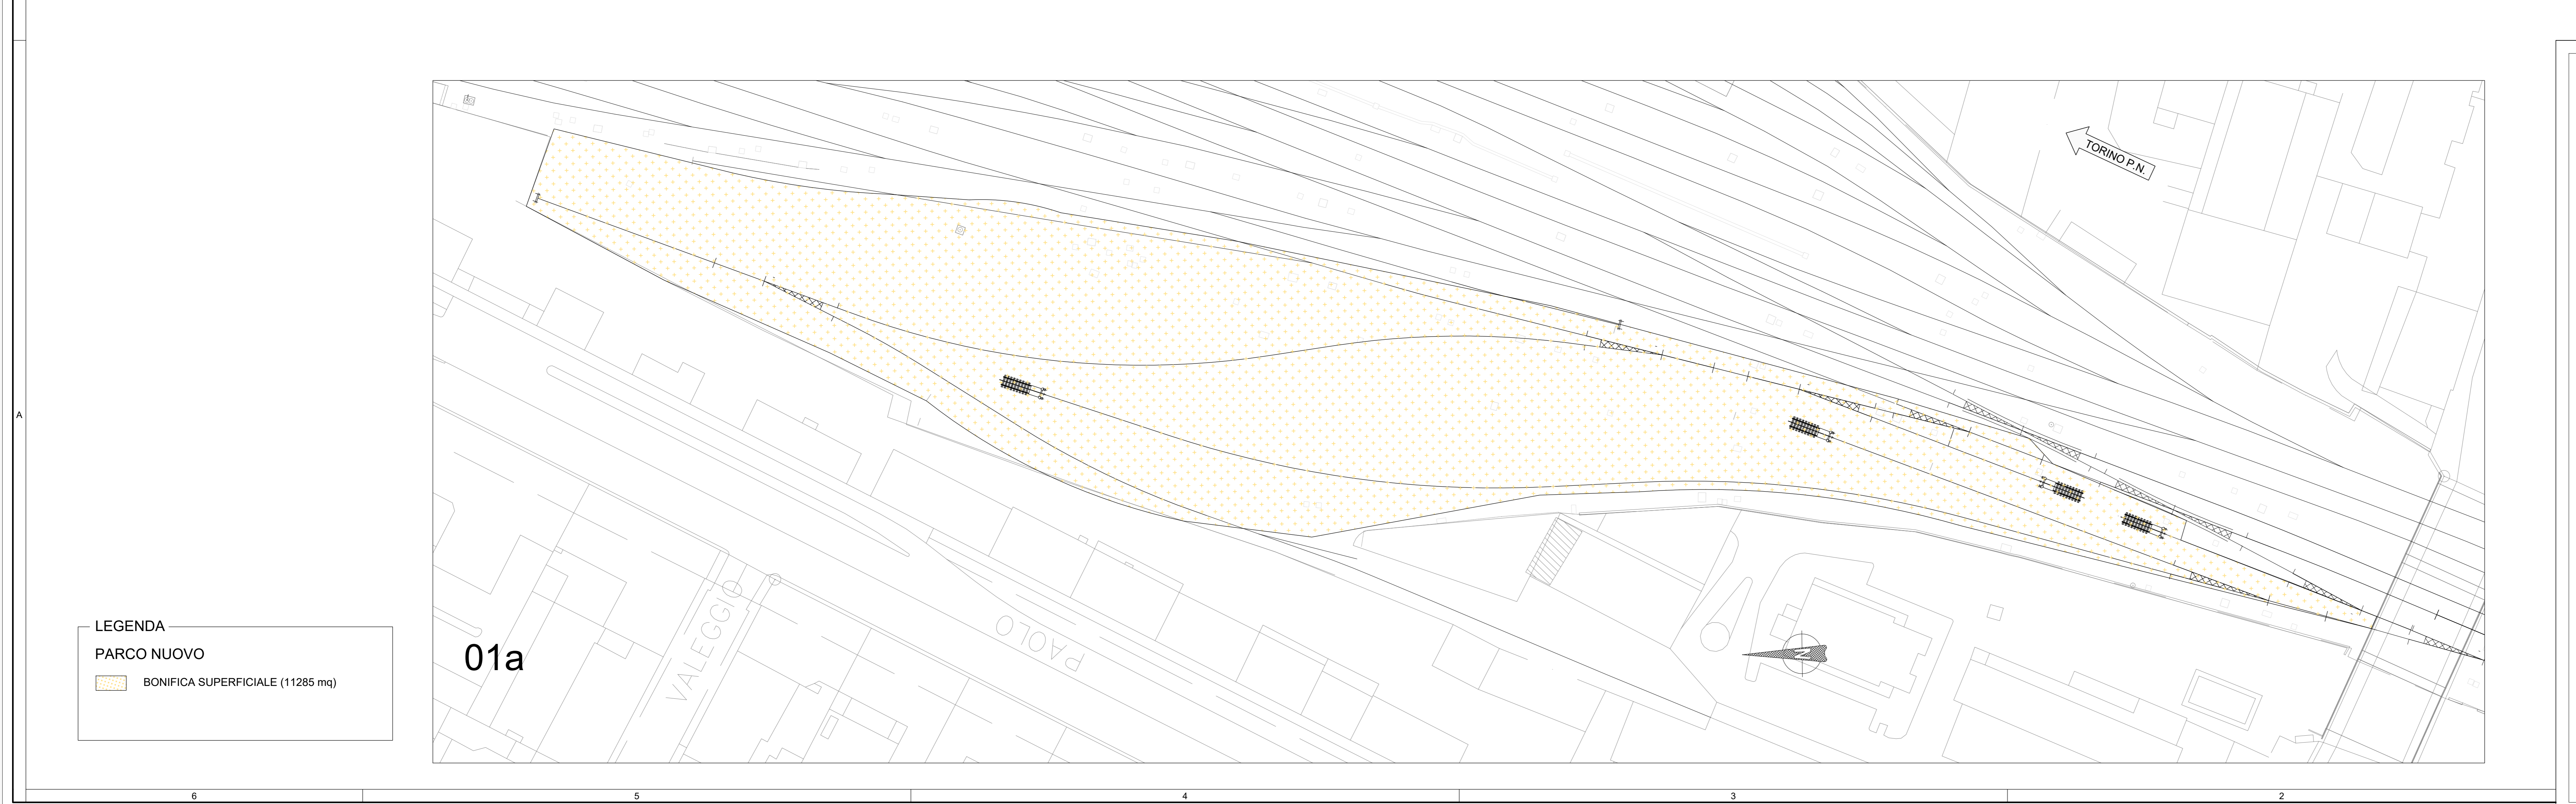 TORINO P.N.
A
VALEGGIO
PAOLO
N
01a
LEGENDA
PARCO NUOVO
BONIFICA SUPERFICIALE (11285 mq)
6
5
4
3
2